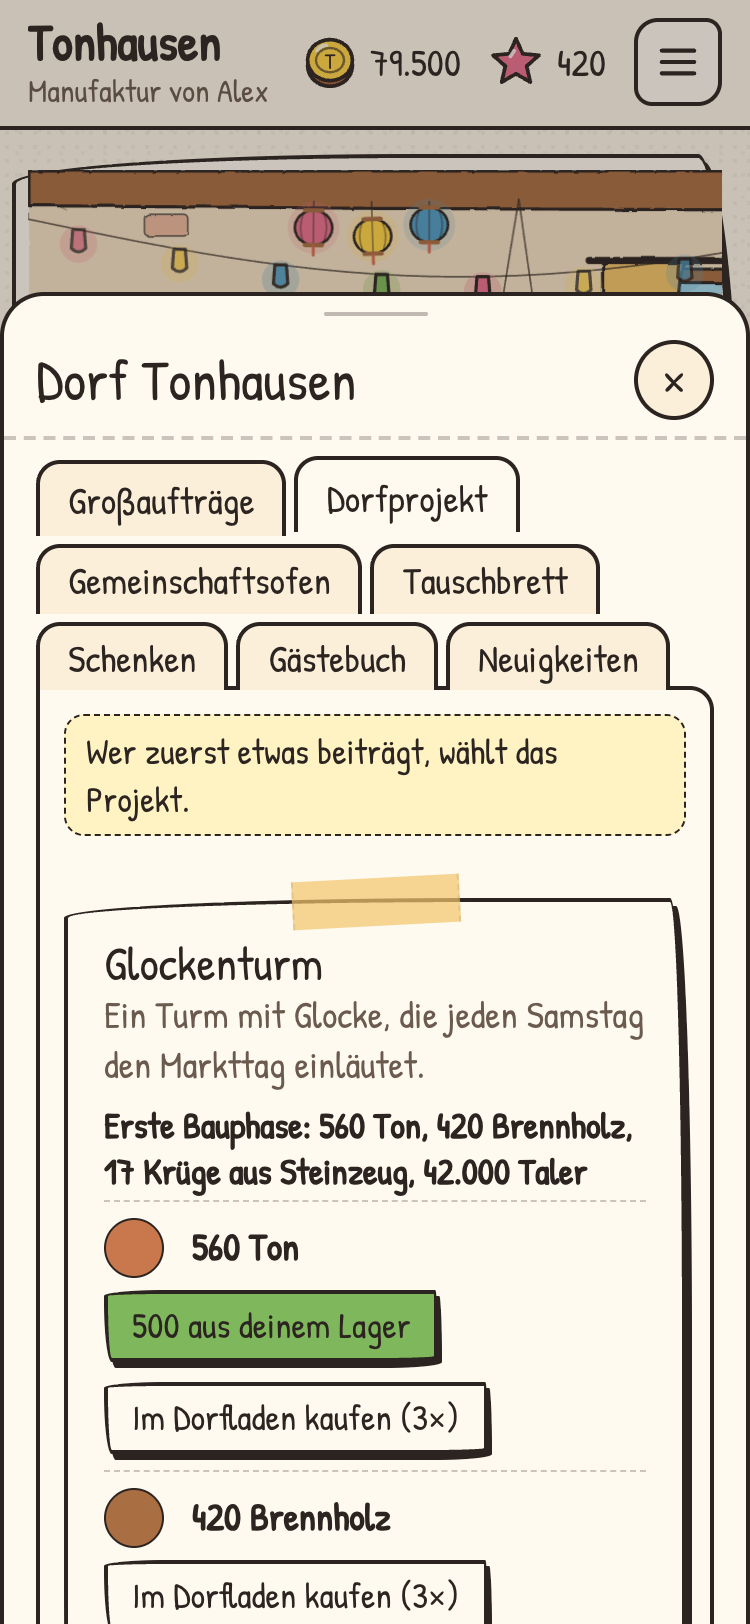 Tonhausen
Manufaktur von Alex
T
79.500
420
Dorf Tonhausen
×
Großaufträge
Dorfprojekt
Gemeinschaftsofen
Tauschbrett
Schenken
Gästebuch
Neuigkeiten
Wer zuerst etwas beiträgt, wählt das
Projekt.
Glockenturm
Ein Turm mit Glocke, die jeden Samstag
den Markttag einläutet.
Erste Bauphase: 560 Ton, 420 Brennholz,
17 Krüge aus Steinzeug, 42.000 Taler
560 Ton
500 aus deinem Lager
Im Dorfladen kaufen (3×)
420 Brennholz
Im Dorfladen kaufen (3×)